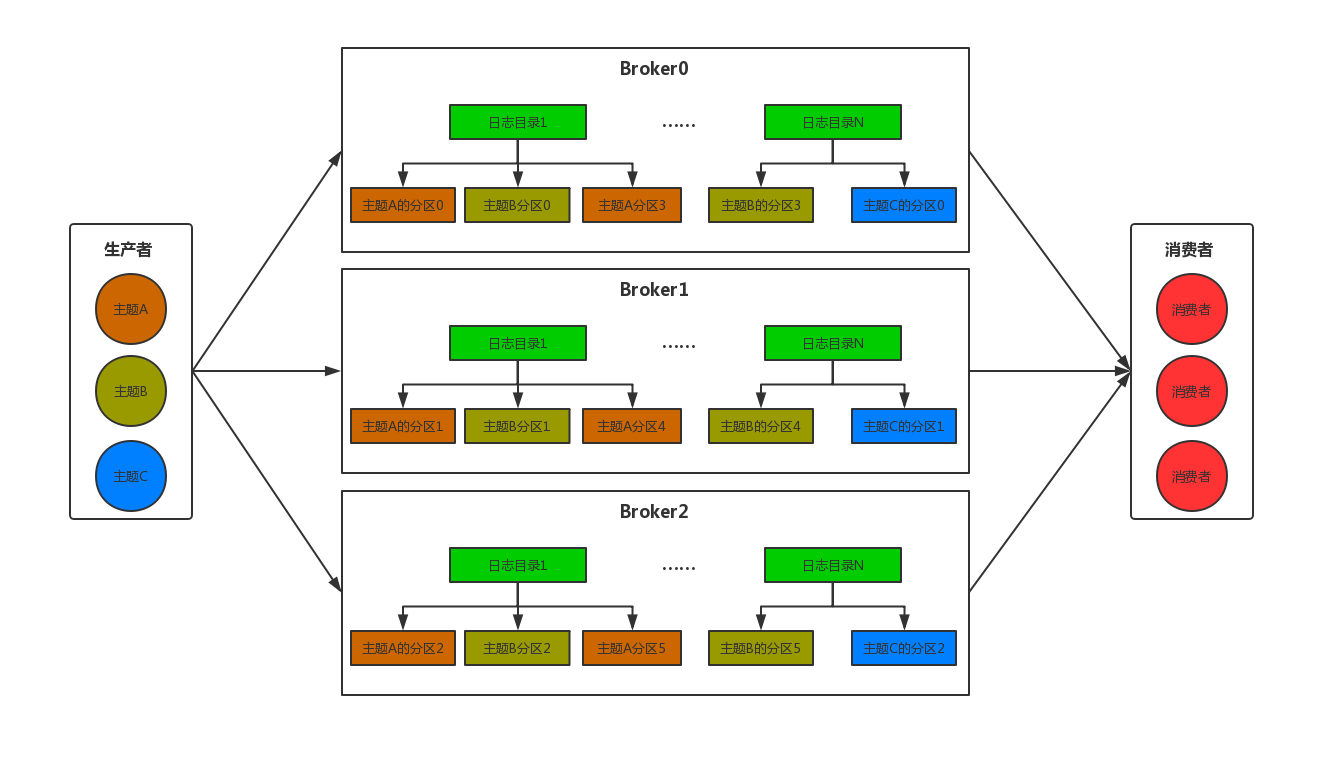 生产者
主题A
主题B
主题C
Broker0
日志目录1
……
日志目录N
主题A的分区0
主题B分区0
主题A分区3
主题B的分区3
主题C的分区0
Broker1
日志目录1
……
日志目录N
主题A的分区1
主题B分区1
主题A分区4
主题B的分区4
主题C的分区1
Broker2
日志目录1
……
日志目录N
主题A的分区2
主题B分区2
主题A分区5
主题B的分区5
主题C的分区2
消费者
消费者
消费者
消费者